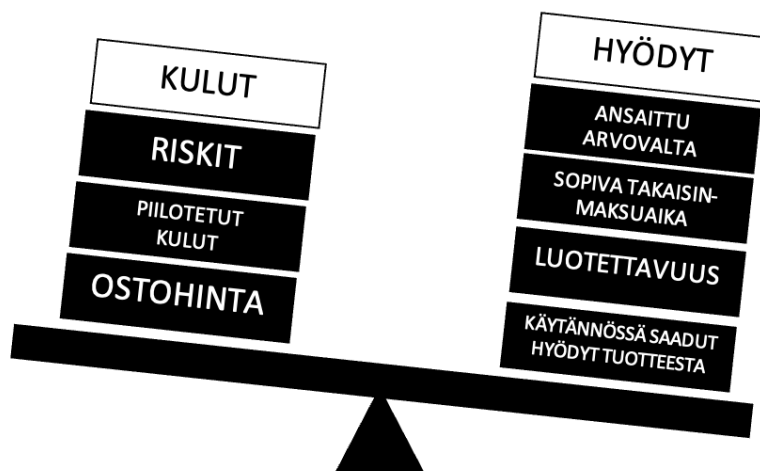 KULUT
RISKIT
PIILOTETUT
KULUT
OSTOHINTA
HYÖDYT
ANSAITTU
ARVOVALTA
SOPIVA TAKAISIN-
MAKSUAIKA
LUOTETTAVUUS
KÄYTÄNNÖSSÄ SAADUT
HYÖDYT TUOTTEESTA